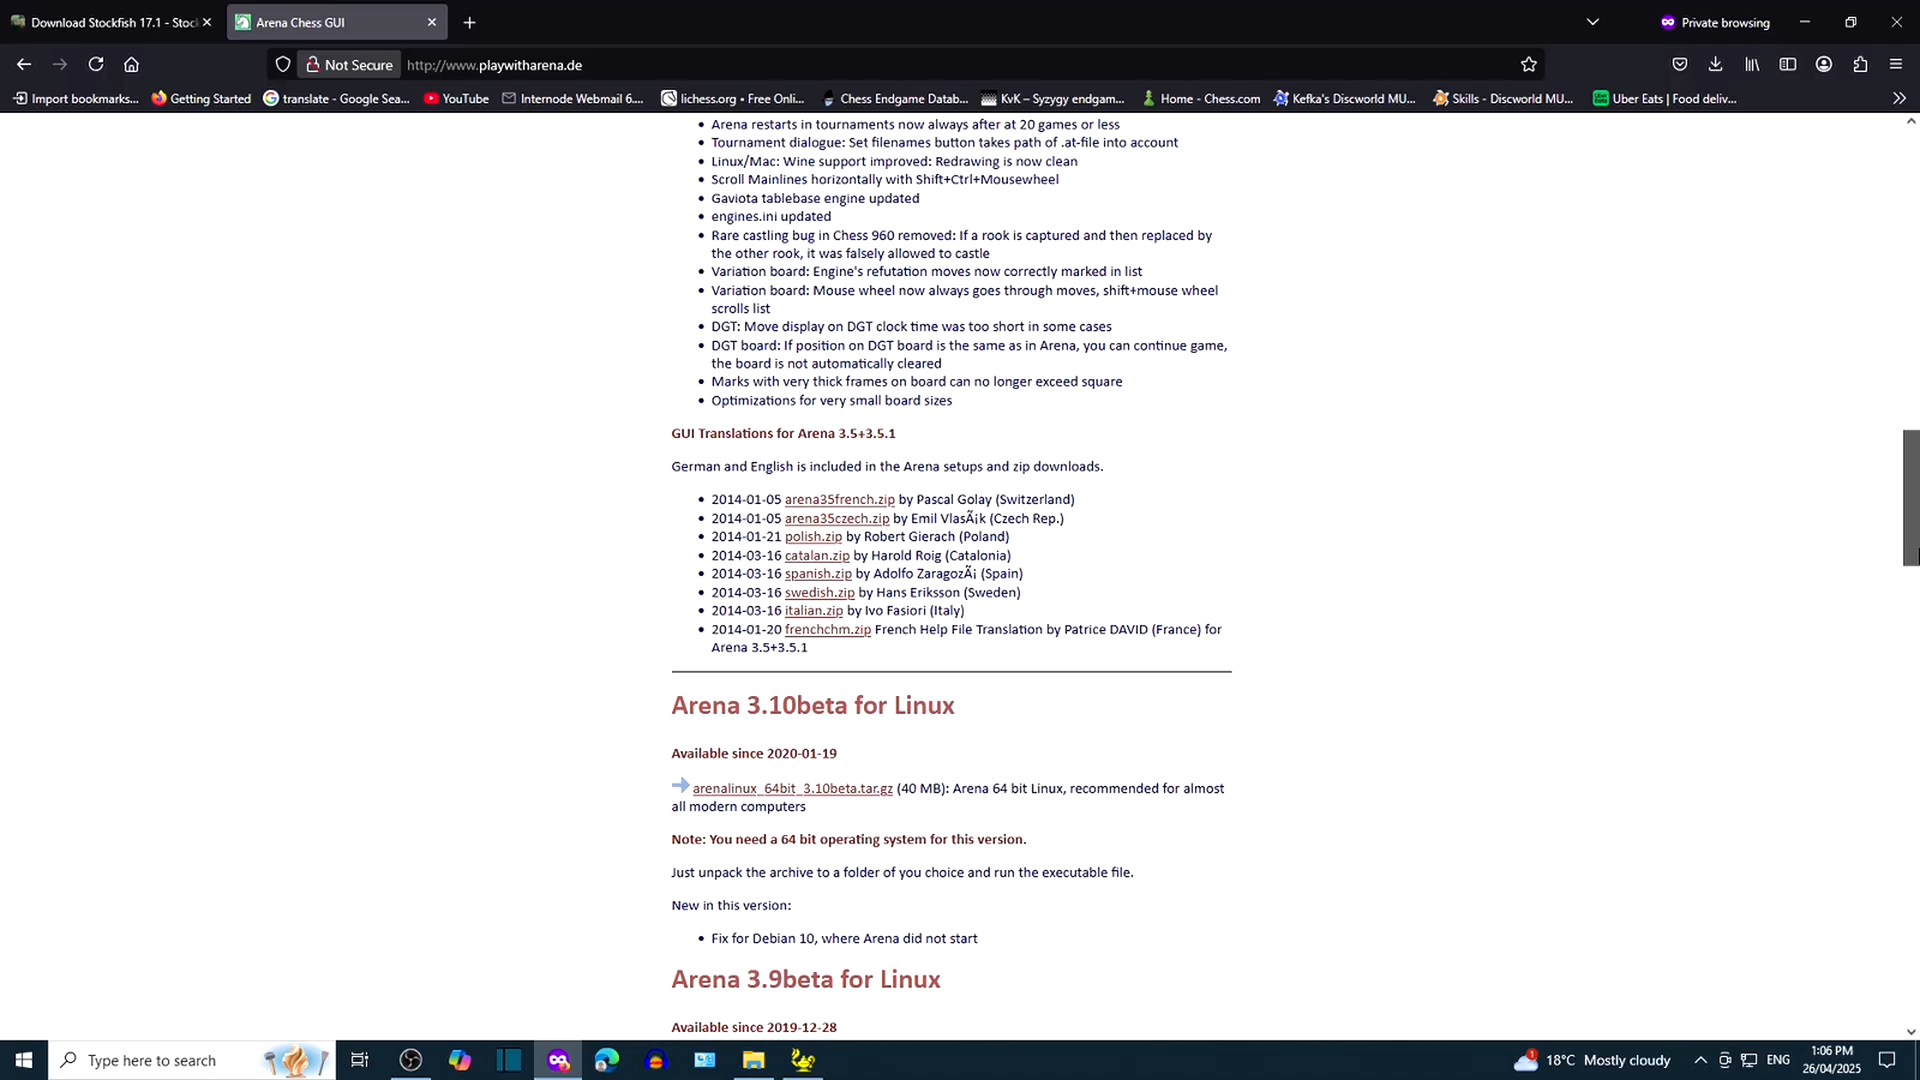 Download Stockfish 17.1 - Stoc
Arena Chess GUI
Private browsing
Not Secure
http://www.playwitharena.de
Import bookmarks...
Getting Started
translate - Google Sea...
YouTube
Internode Webmail 6....
lichess.org • Free Onli...
Chess Endgame Datab...
KvK – Syzygy endgam...
Home - Chess.com
Kefka's Discworld MU...
Skills - Discworld MU...
Uber Eats | Food deliv...
• Arena restarts in tournaments now always after at 20 games or less
• Tournament dialogue: Set filenames button takes path of .at-file into account
• Linux/Mac: Wine support improved: Redrawing is now clean
• Scroll Mainlines horizontally with Shift+Ctrl+Mousewheel
• Gaviota tablebase engine updated
• engines.ini updated
• Rare castling bug in Chess 960 removed: If a rook is captured and then replaced by
the other rook, it was falsely allowed to castle
• Variation board: Engine's refutation moves now correctly marked in list
• Variation board: Mouse wheel now always goes through moves, shift+mouse wheel
scrolls list
• DGT: Move display on DGT clock time was too short in some cases
• DGT board: If position on DGT board is the same as in Arena, you can continue game,
the board is not automatically cleared
• Marks with very thick frames on board can no longer exceed square
• Optimizations for very small board sizes
GUI Translations for Arena 3.5+3.5.1
German and English is included in the Arena setups and zip downloads.
• 2014-01-05 arena35french.zip by Pascal Golay (Switzerland)
• 2014-01-05 arena35czech.zip by Emil VlasÃ¡k (Czech Rep.)
• 2014-01-21 polish.zip by Robert Gierach (Poland)
• 2014-03-16 catalan.zip by Harold Roig (Catalonia)
• 2014-03-16 spanish.zip by Adolfo ZaragozÃ¡ (Spain)
• 2014-03-16 swedish.zip by Hans Eriksson (Sweden)
• 2014-03-16 italian.zip by Ivo Fasiori (Italy)
• 2014-01-20 frenchchm.zip French Help File Translation by Patrice DAVID (France) for
Arena 3.5+3.5.1
Arena 3.10beta for Linux
Available since 2020-01-19
arenalinux_64bit_3.10beta.tar.gz (40 MB): Arena 64 bit Linux, recommended for almost
all modern computers
Note: You need a 64 bit operating system for this version.
Just unpack the archive to a folder of you choice and run the executable file.
New in this version:
• Fix for Debian 10, where Arena did not start
Arena 3.9beta for Linux
Available since 2019-12-28
Type here to search
18°C Mostly cloudy
ENG
1:06 PM
26/04/2025